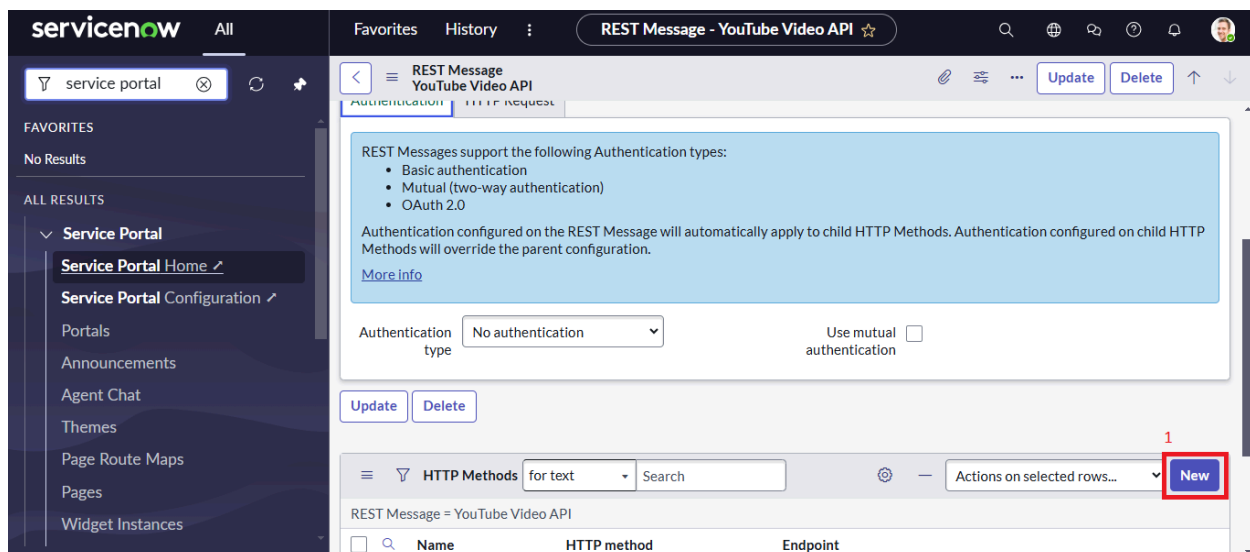 servicenow All Favorites History REST Message - YouTube Video API
service portal
REST Message
YouTube Video API
Update Delete
FAVORITES
No Results
ALL RESULTS
Service Portal
Service Portal Home
Service Portal Configuration
Portals
Announcements
Agent Chat
Themes
Page Route Maps
Pages
Widget Instances
Authentication HTTP Request
REST Messages support the following Authentication types:
• Basic authentication
• Mutual (two-way authentication)
• OAuth 2.0
Authentication configured on the REST Message will automatically apply to child HTTP Methods. Authentication configured on child HTTP
Methods will override the parent configuration.
More info
Authentication
type
No authentication
Use mutual
authentication
Update Delete
1
HTTP Methods for text Search Actions on selected rows... New
REST Message = YouTube Video API
Name HTTP method Endpoint